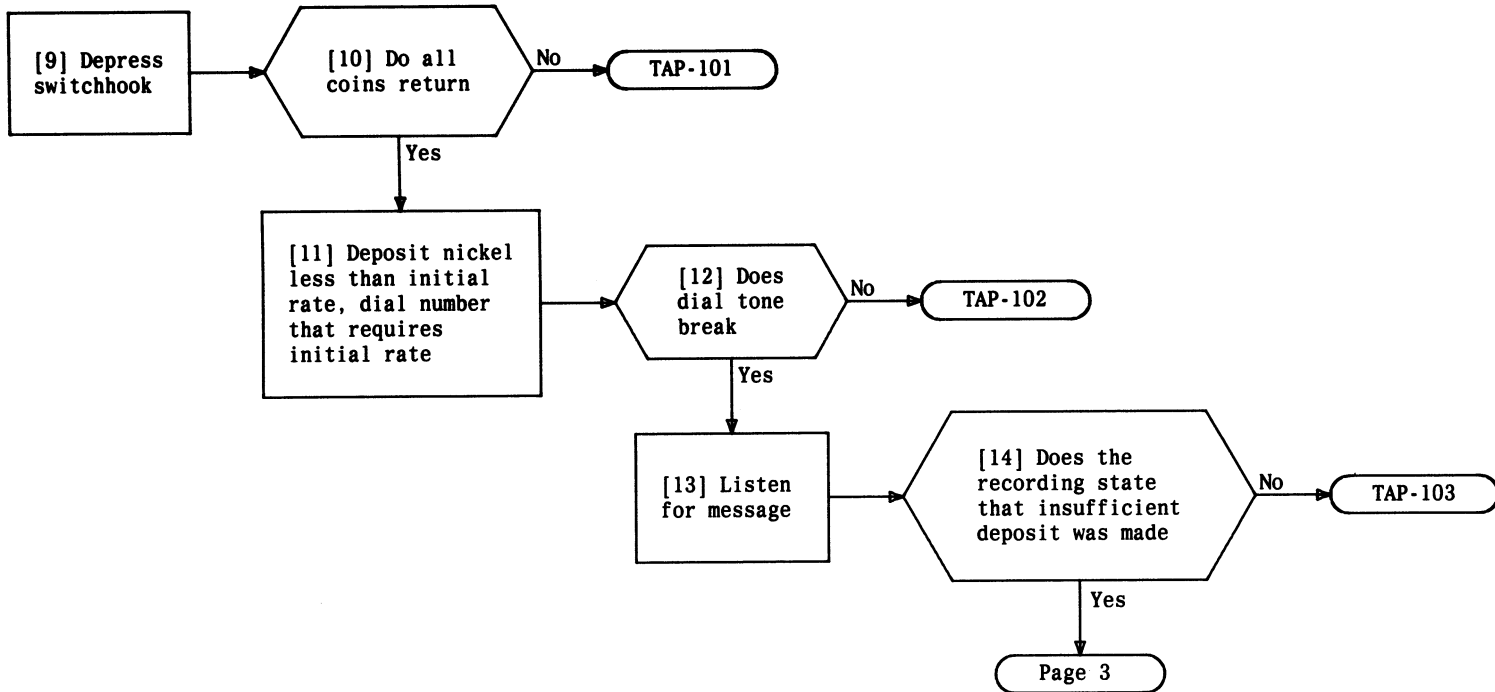 [9] Depress
switchhook
[10] Do all
coins return
No
TAP-101
Yes
[11] Deposit nickel
less than initial
rate, dial number
that requires
initial rate
[12] Does
dial tone
break
No
TAP-102
Yes
[13] Listen
for message
[14] Does the
recording state
that insufficient
deposit was made
No
TAP-103
Yes
Page 3